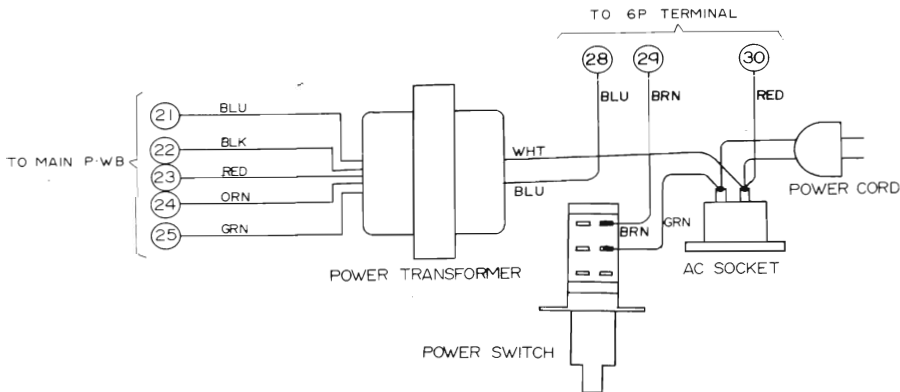 TO 6P TERMINAL
28
29
30
BLU
BRN
RED
21
BLU
22
BLK
TO MAIN P·WB
23
RED
24
ORN
25
GRN
WHT
BLU
POWER CORD
BRN
GRN
POWER TRANSFORMER
AC SOCKET
POWER SWITCH